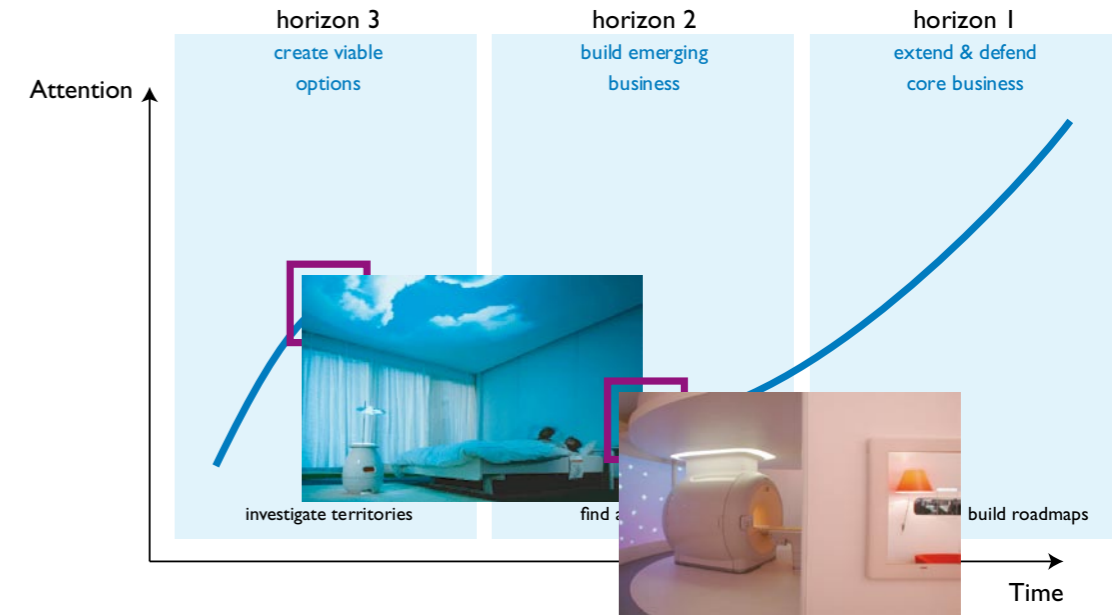 horizon 3
horizon 2
horizon 1
create viable
options
build emerging
business
extend & defend
core business
Attention
investigate territories
find a
build roadmaps
Time